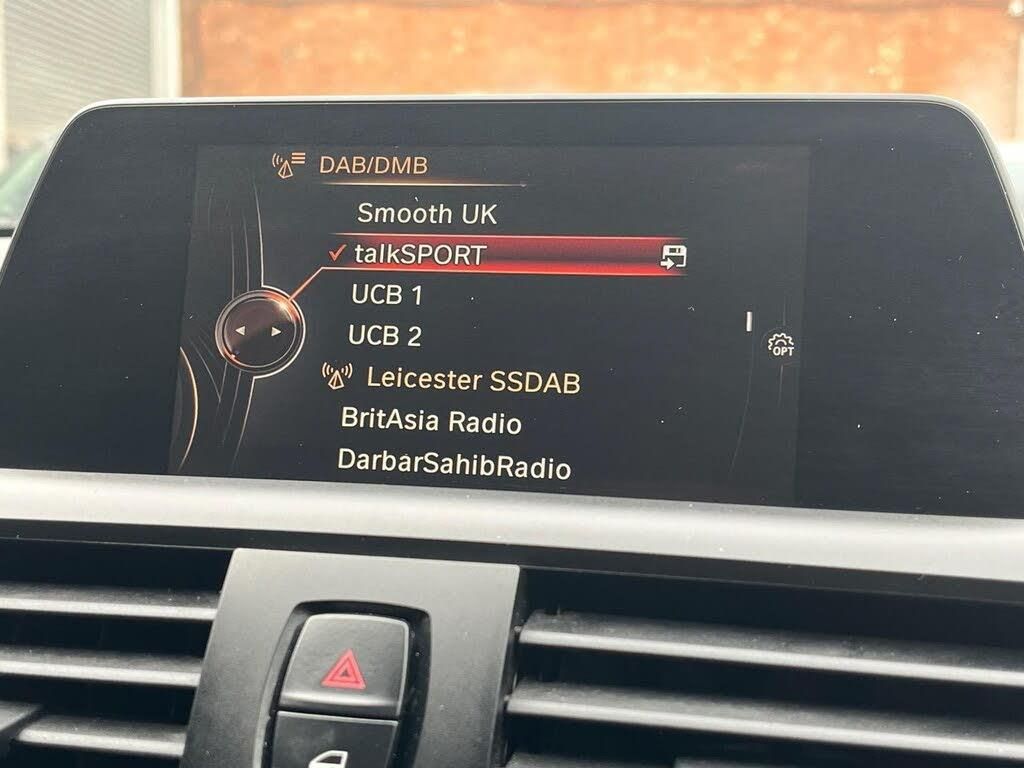 DAB/DMB
Smooth UK
talkSPORT
UCB 1
UCB 2
OPT
Leicester SSDAB
BritAsia Radio
DarbarSahibRadio